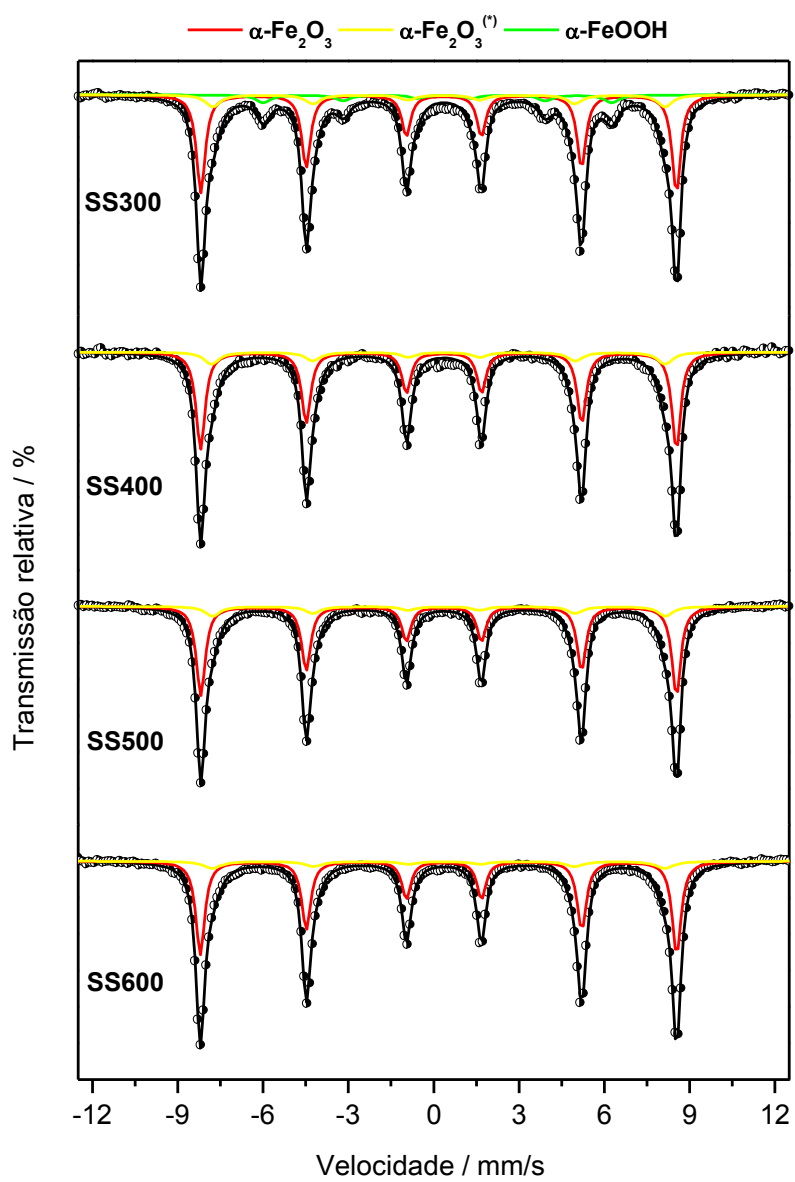 α-Fe₂O₃ α-Fe₂O₃⁽*⁾ α-FeOOH
SS300
SS400
SS500
SS600
Transmissão relativa / %
-12 -9 -6 -3 0 3 6 9 12
Velocidade / mm/s